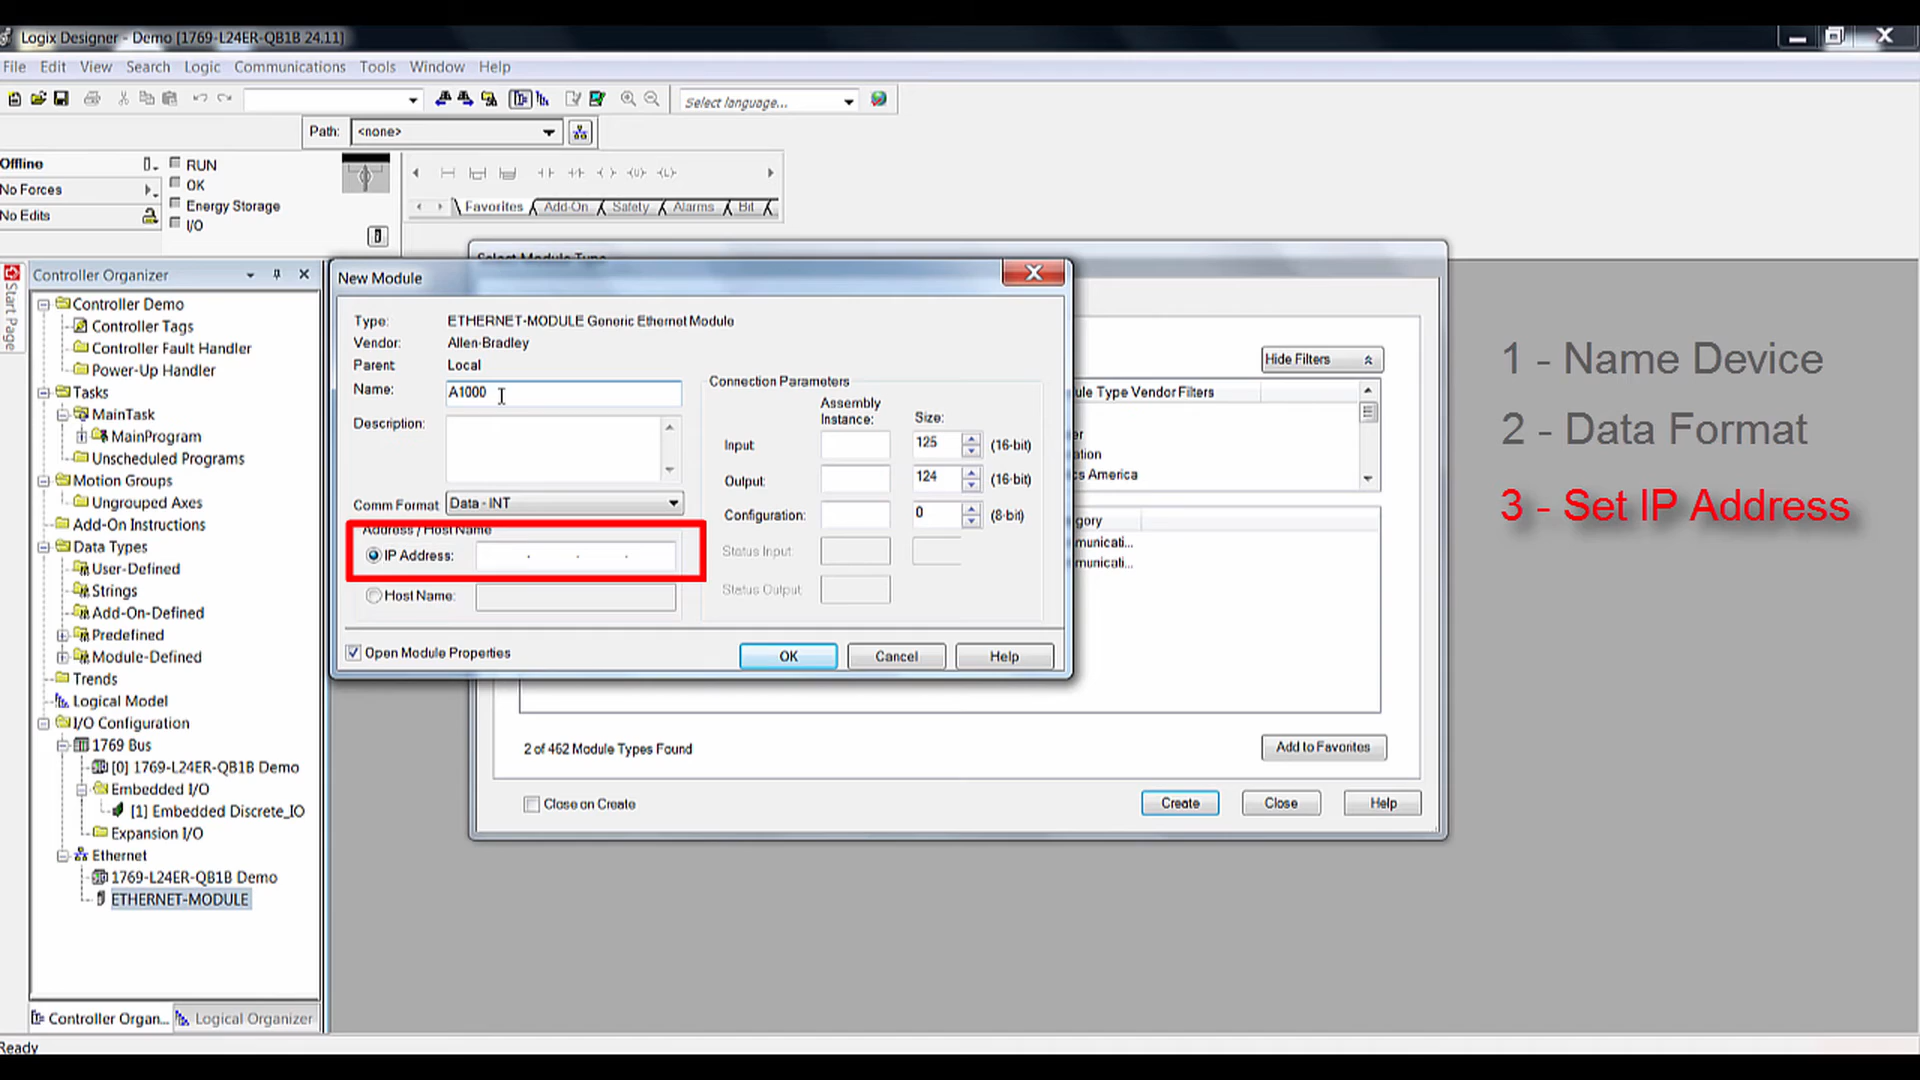 Logix Designer - Demo [1769-L24ER-QB1B 24.11]
File Edit View Search Logic Communications Tools Window Help
Select language...
Path: <none>
Offline
RUN
No Forces
OK
No Edits
Energy Storage
I/O
Favorites Add-On Safety Alarms Bit
Start Page
Controller Organizer
Controller Demo
Controller Tags
Controller Fault Handler
Power-Up Handler
Tasks
MainTask
MainProgram
Unscheduled Programs
Motion Groups
Ungrouped Axes
Add-On Instructions
Data Types
User-Defined
Strings
Add-On-Defined
Predefined
Module-Defined
Trends
Logical Model
I/O Configuration
1769 Bus
[0] 1769-L24ER-QB1B Demo
Embedded I/O
[1] Embedded Discrete_IO
Expansion I/O
Ethernet
1769-L24ER-QB1B Demo
ETHERNET-MODULE
Controller Organ... Logical Organizer
Ready
Select Module Type
New Module
Type: ETHERNET-MODULE Generic Ethernet Module
Vendor: Allen-Bradley
Parent: Local
Name: A1000
Description:
Comm Format Data - INT
Address / Host Name
IP Address: . . .
Host Name:
Connection Parameters
Assembly
Instance: Size:
Input: 125 (16-bit)
Output: 124 (16-bit)
Configuration: 0 (8-bit)
Status Input:
Status Output:
Open Module Properties
OK Cancel Help
Hide Filters
ule Type Vendor Filters
er
ation
cs America
gory
municati...
municati...
2 of 462 Module Types Found
Add to Favorites
Close on Create
Create Close Help
1 - Name Device
2 - Data Format
3 - Set IP Address